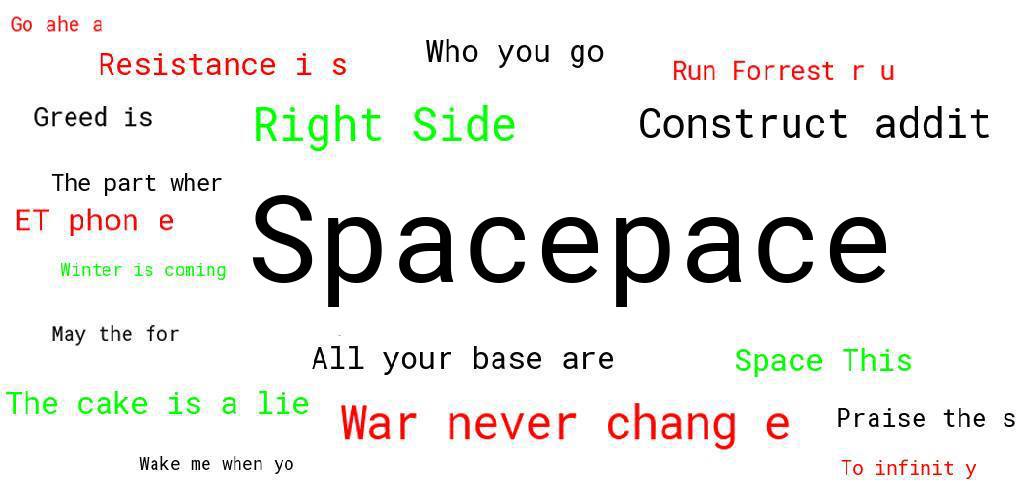 Go ahe a
Who you go
Resistance i s
Run Forrest r u
Greed is
Right Side
Construct addit
The part wher
ET phon e
Spacepace
Winter is coming
May the for
All your base are
Space This
The cake is a lie
War never chang e
Praise the s
Wake me when yo
To infinit y